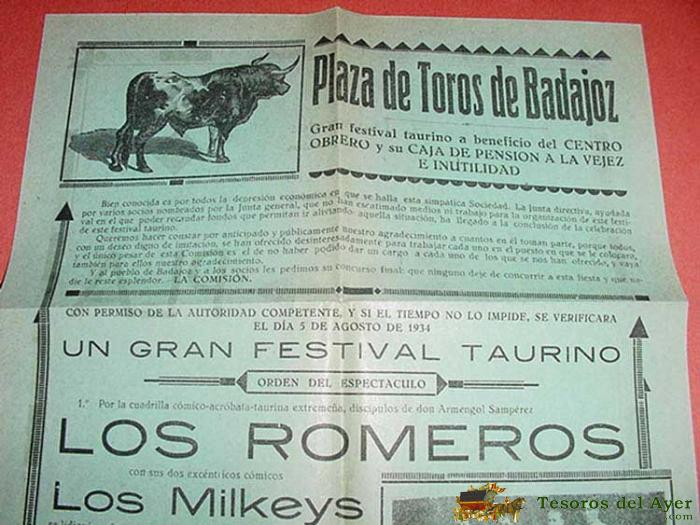 Plaza de Toros de Badajoz
Gran festival taurino a beneficio del CENTRO
OBRERO y su CAJA DE PENSION A LA VEJEZ
E INUTILIDAD
Bien conocida es por todos la depresión económica en que se halla esta simpática Sociedad. La Junta directiva, ayudada
por varios socios nombrados por la Junta general, que no han escatimado medios ni trabajo para la organización de este festi-
val en el que poder recaudar fondos que permitan ir aliviando aquella situación, ha llegado a la conclusión de la celebración
de este festival taurino.
Queremos hacer constar por anticipado y públicamente nuestro agradecimiento a cuantos en él toman parte, porque todos,
con un deseo digno de imitación, se han ofrecido desinteresadamente para trabajar cada uno en el puesto en que se le colocara,
y el único pesar de esta Comisión es el de no haber podido dar un cargo a cada uno de los que se nos han ofrecido, y vaya
también para ellos nuestro agradecimiento.
Y al pueblo de Badajoz y a los socios les pedimos su concurso final: que ninguno deje de concurrir a esta fiesta y que na-
die le reste esplendor. — LA COMISIÓN.
CON PERMISO DE LA AUTORIDAD COMPETENTE, Y SI EL TIEMPO NO LO IMPIDE, SE VERIFICARA
EL DÍA 5 DE AGOSTO DE 1934
UN GRAN FESTIVAL TAURINO
ORDEN DEL ESPECTACULO
1.º Por la cuadrilla cómico-acróbata-taurina extremeña, discípulos de don Armengol Sampérez
LOS ROMEROS
con sus dos excéntricos cómicos
Los Milkeys
Tesoros del Ayer
.com